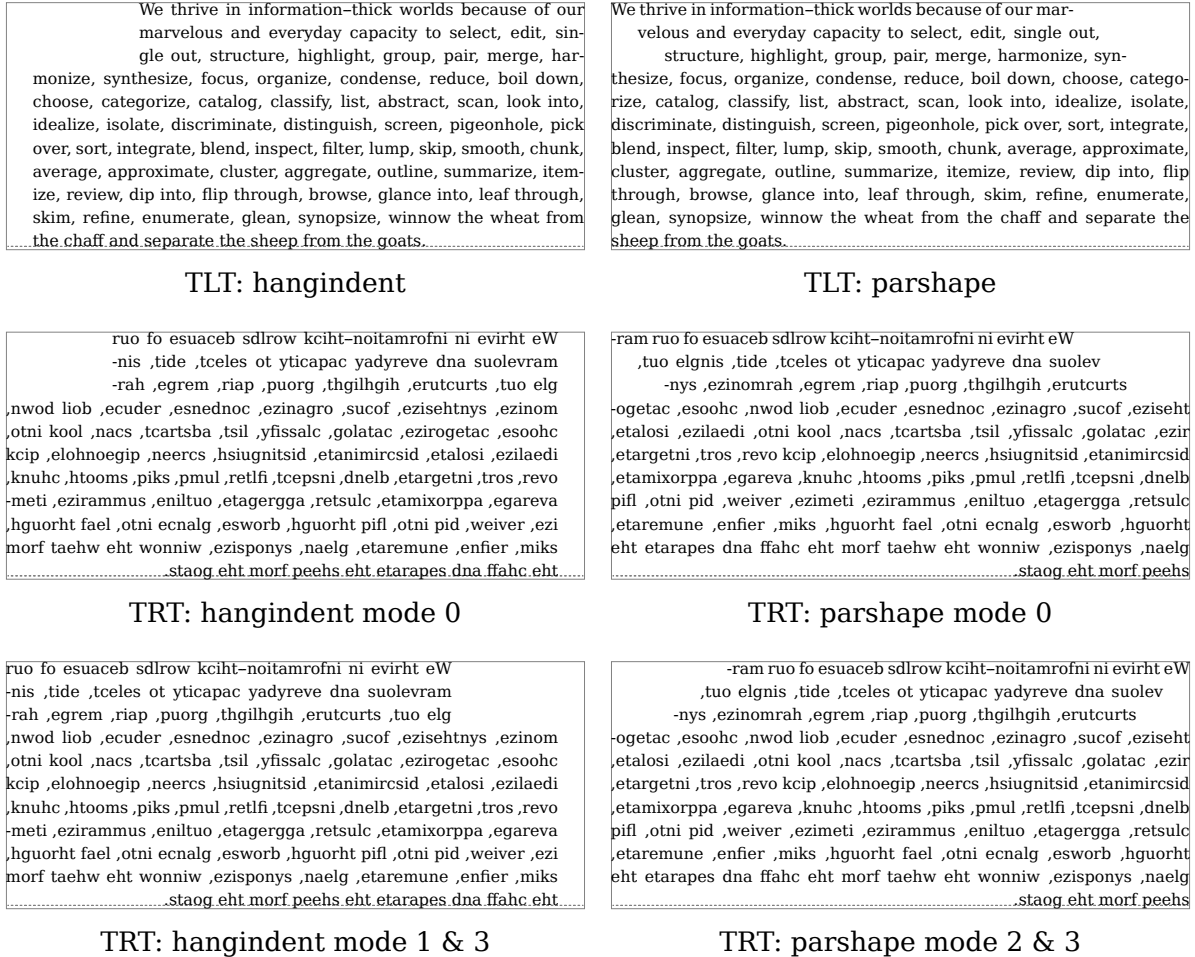 We thrive in information–thick worlds because of our
marvelous and everyday capacity to select, edit, sin-
gle out, structure, highlight, group, pair, merge, har-
monize, synthesize, focus, organize, condense, reduce, boil down,
choose, categorize, catalog, classify, list, abstract, scan, look into,
idealize, isolate, discriminate, distinguish, screen, pigeonhole, pick
over, sort, integrate, blend, inspect, filter, lump, skip, smooth, chunk,
average, approximate, cluster, aggregate, outline, summarize, item-
ize, review, dip into, flip through, browse, glance into, leaf through,
skim, refine, enumerate, glean, synopsize, winnow the wheat from
the chaff and separate the sheep from the goats.
TLT: hangindent
We thrive in information–thick worlds because of our mar-
velous and everyday capacity to select, edit, single out,
structure, highlight, group, pair, merge, harmonize, syn-
thesize, focus, organize, condense, reduce, boil down, choose, catego-
rize, catalog, classify, list, abstract, scan, look into, idealize, isolate,
discriminate, distinguish, screen, pigeonhole, pick over, sort, integrate,
blend, inspect, filter, lump, skip, smooth, chunk, average, approximate,
cluster, aggregate, outline, summarize, itemize, review, dip into, flip
through, browse, glance into, leaf through, skim, refine, enumerate,
glean, synopsize, winnow the wheat from the chaff and separate the
sheep from the goats.
TLT: parshape
ruo fo esuaceb sdlrow kciht–noitamrofni ni evirht eW
-nis ,tide ,tceles ot yticapac yadyreve dna suolevram
-rah ,egrem ,riap ,puorg ,thgilhgih ,erutcurts ,tuo elg
,nwod liob ,ecuder ,esnednoc ,ezinagro ,sucof ,ezisehtnys ,ezinom
,otni kool ,nacs ,tcartsba ,tsil ,yfissalc ,golatac ,ezirogetac ,esoohc
kcip ,elohnoegip ,neercs ,hsiugnitsid ,etanimircsid ,etalosi ,ezilaedi
,knuhc ,htooms ,piks ,pmul ,retlfi ,tcepsni ,dnelb ,etargetni ,tros ,revo
-meti ,ezirammus ,eniltuo ,etagergga ,retsulc ,etamixorppa ,egareva
,hguorht fael ,otni ecnalg ,esworb ,hguorht pifl ,otni pid ,weiver ,ezi
morf taehw eht wonniw ,ezisponys ,naelg ,etaremune ,enfier ,miks
.staog eht morf peehs eht etarapes dna ffahc eht
TRT: hangindent mode 0
-ram ruo fo esuaceb sdlrow kciht–noitamrofni ni evirht eW
,tuo elgnis ,tide ,tceles ot yticapac yadyreve dna suolev
-nys ,ezinomrah ,egrem ,riap ,puorg ,thgilhgih ,erutcurts
-ogetac ,esoohc ,nwod liob ,ecuder ,esnednoc ,ezinagro ,sucof ,eziseht
,etalosi ,ezilaedi ,otni kool ,nacs ,tcartsba ,tsil ,yfissalc ,golatac ,ezir
,etargetni ,tros ,revo kcip ,elohnoegip ,neercs ,hsiugnitsid ,etanimircsid
,etamixorppa ,egareva ,knuhc ,htooms ,piks ,pmul ,retlfi ,tcepsni ,dnelb
pifl ,otni pid ,weiver ,ezimeti ,ezirammus ,eniltuo ,etagergga ,retsulc
,etaremune ,enfier ,miks ,hguorht fael ,otni ecnalg ,esworb ,hguorht
eht etarapes dna ffahc eht morf taehw eht wonniw ,ezisponys ,naelg
.staog eht morf peehs
TRT: parshape mode 0
ruo fo esuaceb sdlrow kciht–noitamrofni ni evirht eW
-nis ,tide ,tceles ot yticapac yadyreve dna suolevram
-rah ,egrem ,riap ,puorg ,thgilhgih ,erutcurts ,tuo elg
,nwod liob ,ecuder ,esnednoc ,ezinagro ,sucof ,ezisehtnys ,ezinom
,otni kool ,nacs ,tcartsba ,tsil ,yfissalc ,golatac ,ezirogetac ,esoohc
kcip ,elohnoegip ,neercs ,hsiugnitsid ,etanimircsid ,etalosi ,ezilaedi
,knuhc ,htooms ,piks ,pmul ,retlfi ,tcepsni ,dnelb ,etargetni ,tros ,revo
-meti ,ezirammus ,eniltuo ,etagergga ,retsulc ,etamixorppa ,egareva
,hguorht fael ,otni ecnalg ,esworb ,hguorht pifl ,otni pid ,weiver ,ezi
morf taehw eht wonniw ,ezisponys ,naelg ,etaremune ,enfier ,miks
.staog eht morf peehs eht etarapes dna ffahc eht
TRT: hangindent mode 1 & 3
-ram ruo fo esuaceb sdlrow kciht–noitamrofni ni evirht eW
,tuo elgnis ,tide ,tceles ot yticapac yadyreve dna suolev
-nys ,ezinomrah ,egrem ,riap ,puorg ,thgilhgih ,erutcurts
-ogetac ,esoohc ,nwod liob ,ecuder ,esnednoc ,ezinagro ,sucof ,eziseht
,etalosi ,ezilaedi ,otni kool ,nacs ,tcartsba ,tsil ,yfissalc ,golatac ,ezir
,etargetni ,tros ,revo kcip ,elohnoegip ,neercs ,hsiugnitsid ,etanimircsid
,etamixorppa ,egareva ,knuhc ,htooms ,piks ,pmul ,retlfi ,tcepsni ,dnelb
pifl ,otni pid ,weiver ,ezimeti ,ezirammus ,eniltuo ,etagergga ,retsulc
,etaremune ,enfier ,miks ,hguorht fael ,otni ecnalg ,esworb ,hguorht
eht etarapes dna ffahc eht morf taehw eht wonniw ,ezisponys ,naelg
.staog eht morf peehs
TRT: parshape mode 2 & 3